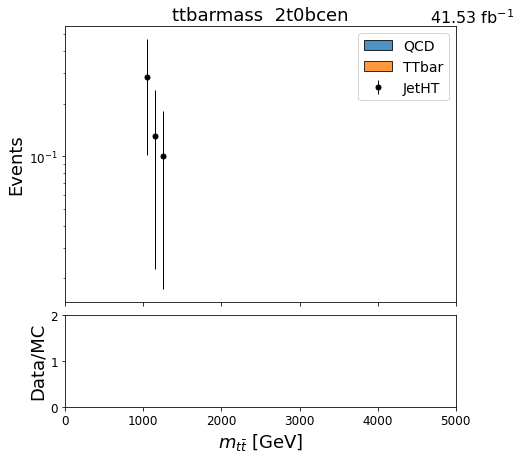 ttbarmass 2t0bcen
41.53 fb⁻¹
QCD
TTbar
JetHT
Events
10⁻¹
Data/MC
2
1
0
0 1000 2000 3000 4000 5000
m_{tt̄} [GeV]